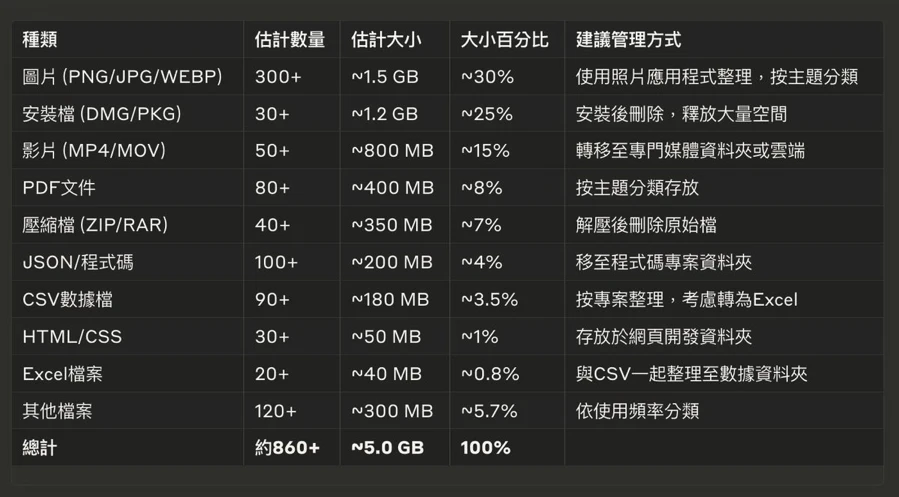 種類 估計數量 估計大小 大小百分比 建議管理方式
圖片 (PNG/JPG/WEBP) 300+ ~1.5 GB ~30% 使用照片應用程式整理，按主題分類
安裝檔 (DMG/PKG) 30+ ~1.2 GB ~25% 安裝後刪除，釋放大量空間
影片 (MP4/MOV) 50+ ~800 MB ~15% 轉移至專門媒體資料夾或雲端
PDF文件 80+ ~400 MB ~8% 按主題分類存放
壓縮檔 (ZIP/RAR) 40+ ~350 MB ~7% 解壓後刪除原始檔
JSON/程式碼 100+ ~200 MB ~4% 移至程式碼專案資料夾
CSV數據檔 90+ ~180 MB ~3.5% 按專案整理，考慮轉為Excel
HTML/CSS 30+ ~50 MB ~1% 存放於網頁開發資料夾
Excel檔案 20+ ~40 MB ~0.8% 與CSV一起整理至數據資料夾
其他檔案 120+ ~300 MB ~5.7% 依使用頻率分類
總計 約860+ ~5.0 GB 100%